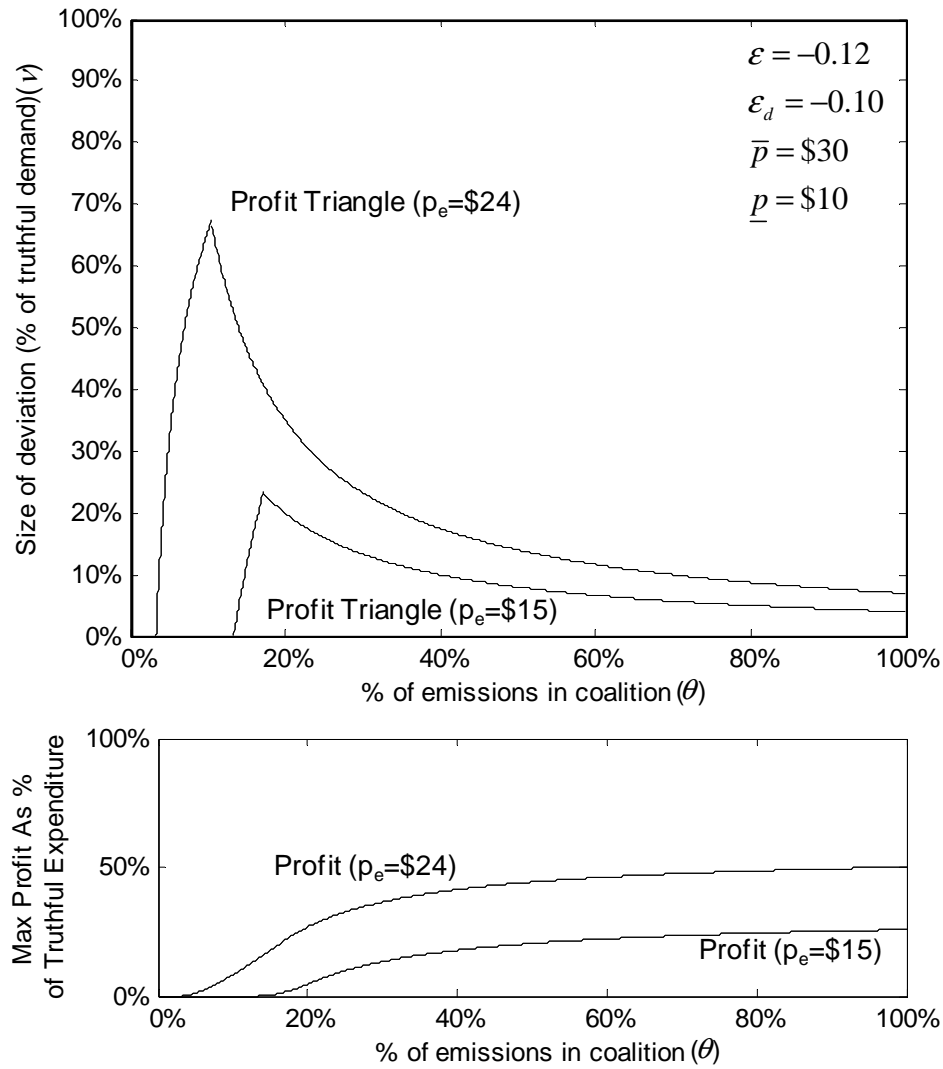 100%
90%
80%
70%
60%
50%
40%
30%
20%
10%
0%
Size of deviation (% of truthful demand)(ν)
ε = −0.12
ε_d = −0.10
p̅ = $30
p̲ = $10
Profit Triangle (p_e=$24)
Profit Triangle (p_e=$15)
0% 20% 40% 60% 80% 100%
% of emissions in coalition (θ)
100%
50%
0%
Max Profit As %
of Truthful Expenditure
Profit (p_e=$24)
Profit (p_e=$15)
0% 20% 40% 60% 80% 100%
% of emissions in coalition (θ)